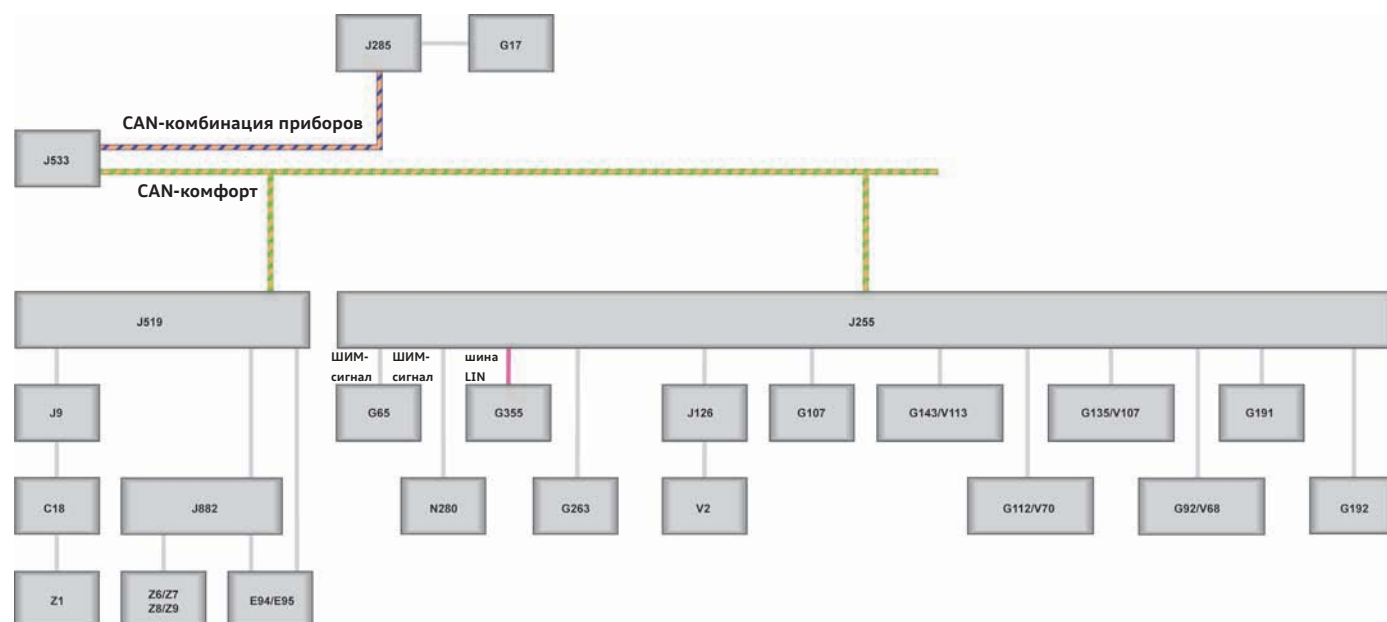 J285
G17
CAN-комбинация приборов
J533
CAN-комфорт
J519
J255
ШИМ-
сигнал
ШИМ-
сигнал
шина
LIN
J9
G65
G355
J126
G107
G143/V113
G135/V107
G191
C18
J882
N280
G263
V2
G112/V70
G92/V68
G192
Z1
Z6/Z7
Z8/Z9
E94/E95